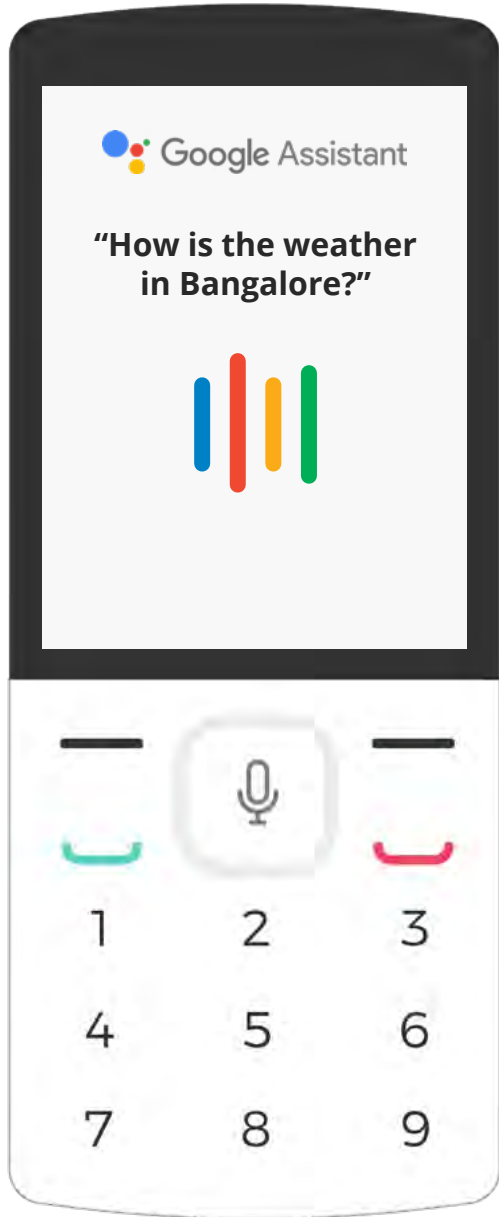 Google Assistant
“How is the weather
in Bangalore?”
1 2 3
4 5 6
7 8 9